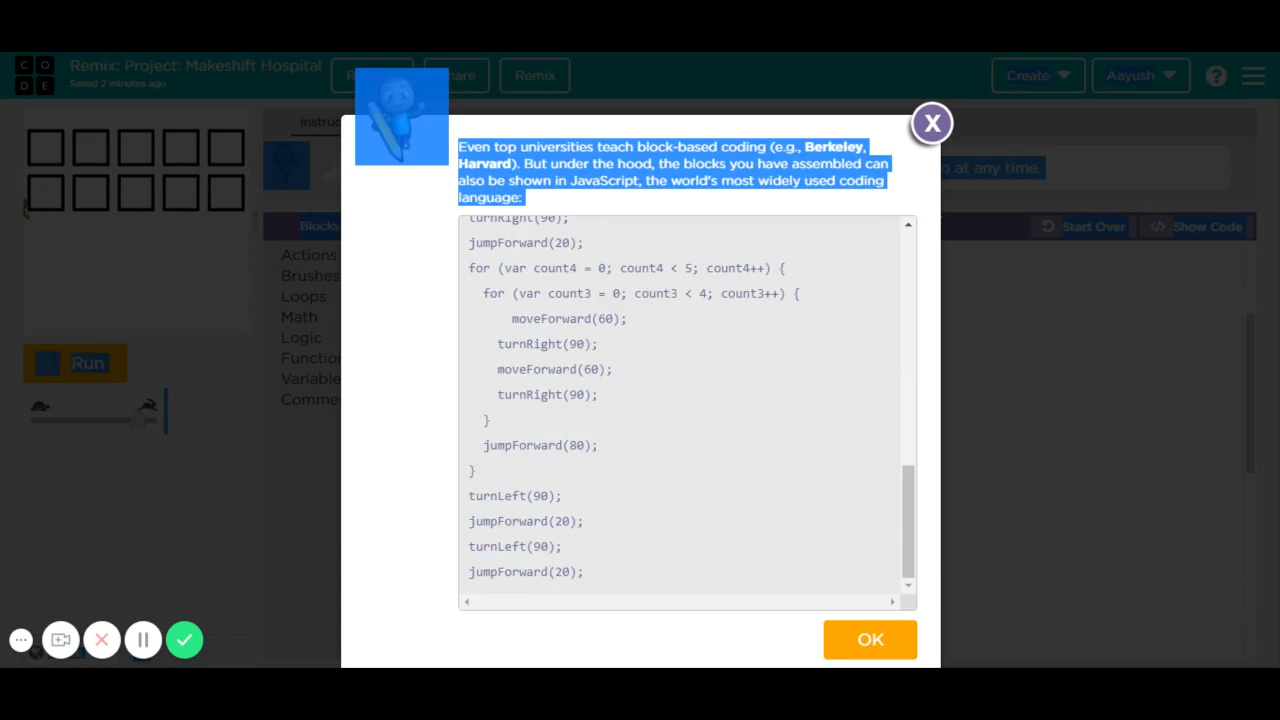 C O
D E
Remix: Project: Makeshift Hospital
Saved 2 minutes ago
Remix
Create
Aayush
?
X
Even top universities teach block-based coding (e.g., Berkeley,
Harvard). But under the hood, the blocks you have assembled can
also be shown in JavaScript, the world's most widely used coding
language:
at any time.
Blocks
Start Over
Show Code
Actions
Brushes
Loops
Math
Logic
Run
turnRight(90);
jumpForward(20);
for (var count4 = 0; count4 < 5; count4++) {
for (var count3 = 0; count3 < 4; count3++) {
moveForward(60);
turnRight(90);
moveForward(60);
turnRight(90);
}
jumpForward(80);
}
turnLeft(90);
jumpForward(20);
turnLeft(90);
jumpForward(20);
OK